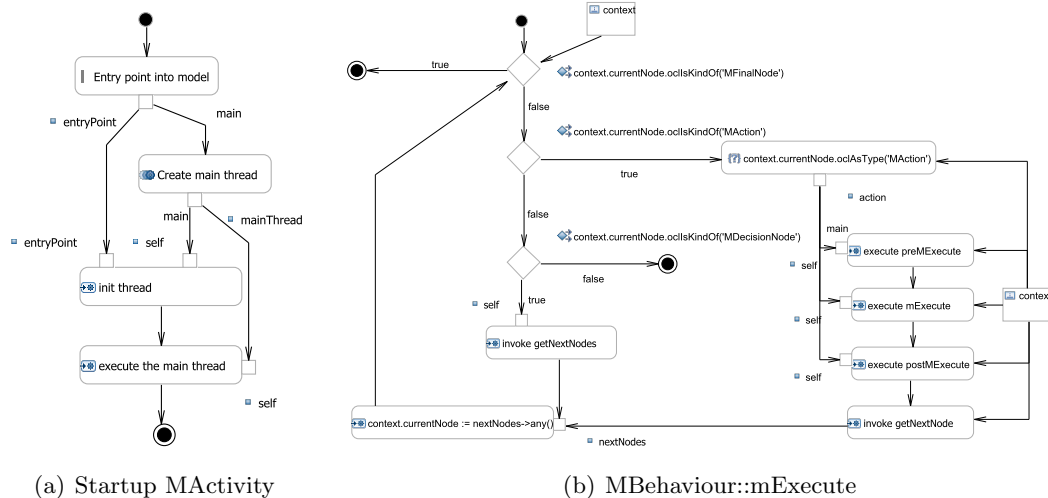 Entry point into model
entryPoint
main
Create main thread
main
mainThread
entryPoint
self
init thread
execute the main thread
self
(a) Startup MActivity
context
true
context.currentNode.oclIsKindOf('MFinalNode')
false
context.currentNode.oclIsKindOf('MAction')
true
context.currentNode.oclAsType('MAction')
action
false
context.currentNode.oclIsKindOf('MDecisionNode')
main
execute preMExecute
self
false
self
true
context
execute mExecute
self
invoke getNextNodes
execute postMExecute
self
context.currentNode := nextNodes->any()
invoke getNextNode
nextNodes
(b) MBehaviour::mExecute